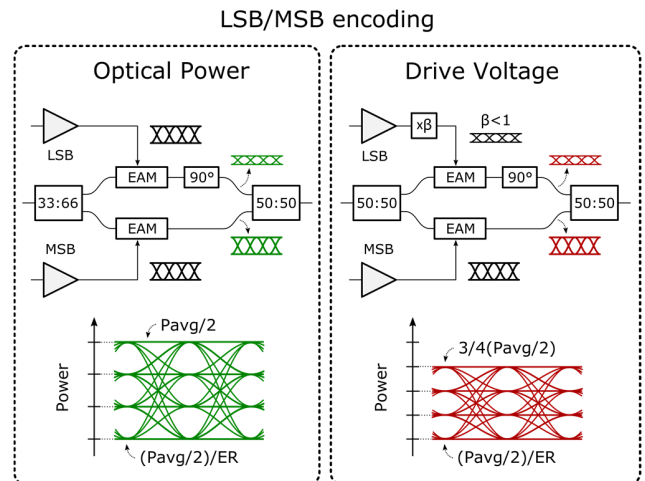 LSB/MSB encoding
Optical Power
LSB
EAM
90°
33:66
50:50
EAM
MSB
Pavg/2
Power
(Pavg/2)/ER
Drive Voltage
xβ
β<1
LSB
EAM
90°
50:50
50:50
EAM
MSB
3/4(Pavg/2)
Power
(Pavg/2)/ER